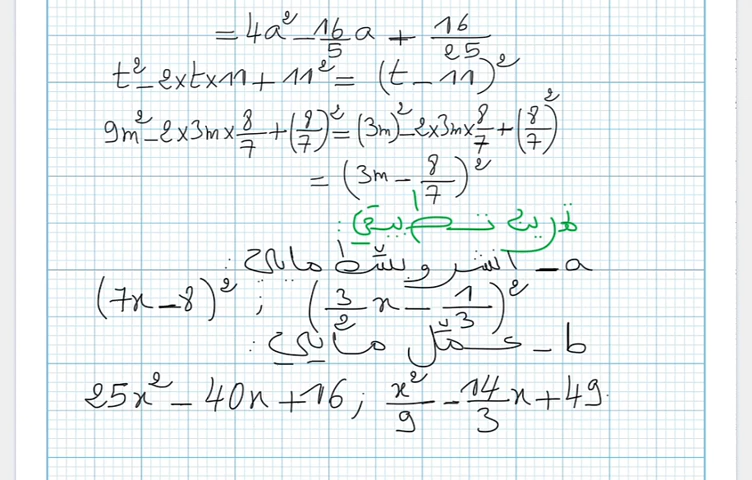 = 4a² - 16/5 a + 16/25
t² - 2×t×11 + 11² = (t - 11)²
9m² - 2×3m×8/7 + (8/7)² = (3m)² - 2×3m×8/7 + (8/7)²
= (3m - 8/7)²
تمرين تطبيقي:
a - أنشر وبسّط مايلي:
(7x - 8)² ; (3/2 x - 1/3)²
b - عمّل مايلي:
25x² - 40x + 16 ; x²/9 - 14/3 x + 49